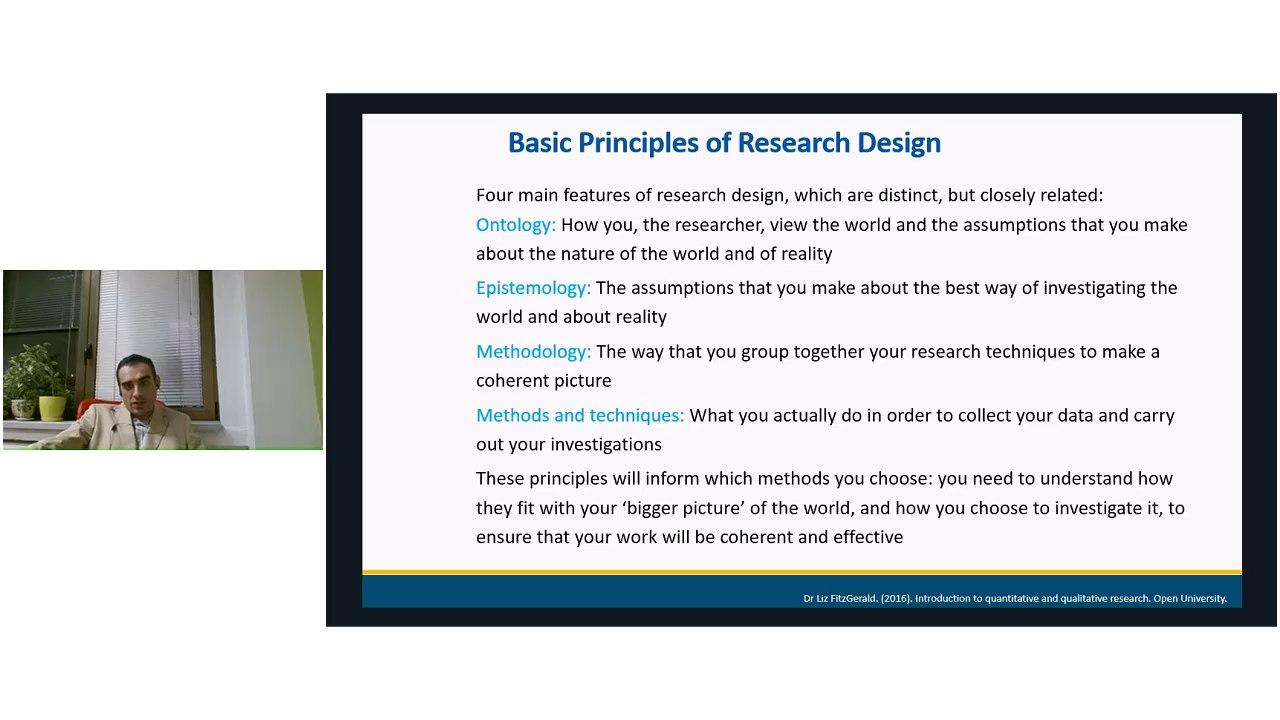 Basic Principles of Research Design
Four main features of research design, which are distinct, but closely related:
Ontology: How you, the researcher, view the world and the assumptions that you make
about the nature of the world and of reality
Epistemology: The assumptions that you make about the best way of investigating the
world and about reality
Methodology: The way that you group together your research techniques to make a
coherent picture
Methods and techniques: What you actually do in order to collect your data and carry
out your investigations
These principles will inform which methods you choose: you need to understand how
they fit with your ‘bigger picture’ of the world, and how you choose to investigate it, to
ensure that your work will be coherent and effective
Dr Liz FitzGerald. (2016). Introduction to quantitative and qualitative research. Open University.